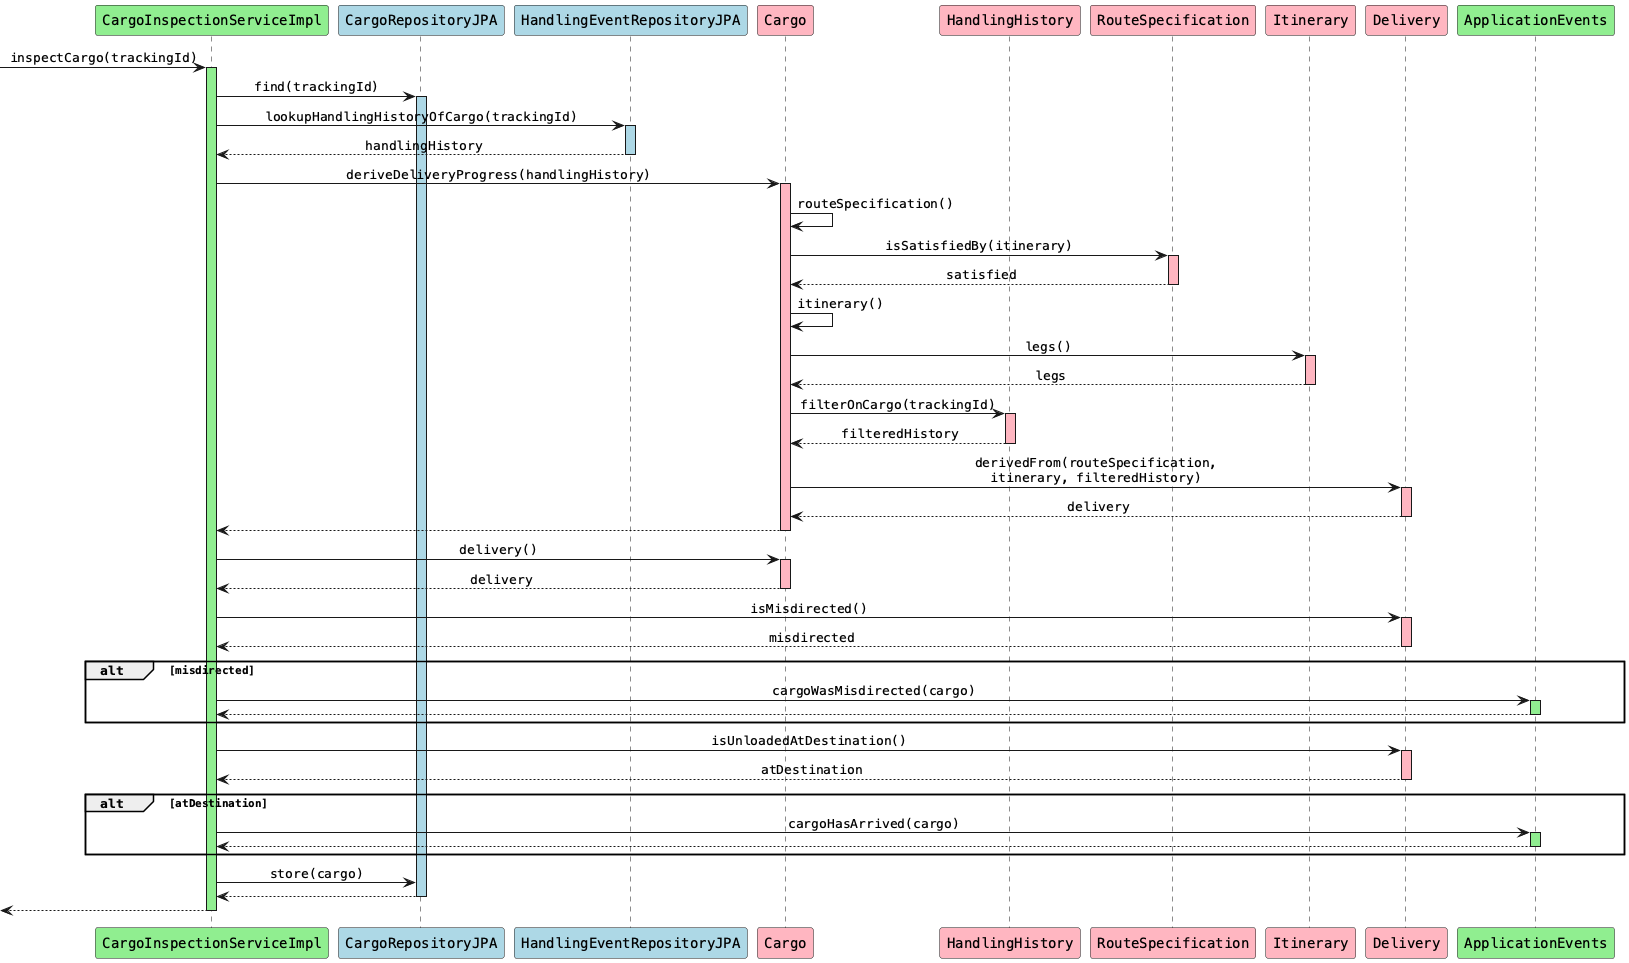 CargoInspectionServiceImpl
CargoRepositoryJPA
HandlingEventRepositoryJPA
Cargo
HandlingHistory
RouteSpecification
Itinerary
Delivery
ApplicationEvents
inspectCargo(trackingId)
find(trackingId)
lookupHandlingHistoryOfCargo(trackingId)
handlingHistory
deriveDeliveryProgress(handlingHistory)
routeSpecification()
isSatisfiedBy(itinerary)
satisfied
itinerary()
legs()
legs
filterOnCargo(trackingId)
filteredHistory
derivedFrom(routeSpecification,
itinerary, filteredHistory)
delivery
delivery()
delivery
isMisdirected()
misdirected
alt [misdirected]
cargoWasMisdirected(cargo)
isUnloadedAtDestination()
atDestination
alt [atDestination]
cargoHasArrived(cargo)
store(cargo)
CargoInspectionServiceImpl
CargoRepositoryJPA
HandlingEventRepositoryJPA
Cargo
HandlingHistory
RouteSpecification
Itinerary
Delivery
ApplicationEvents